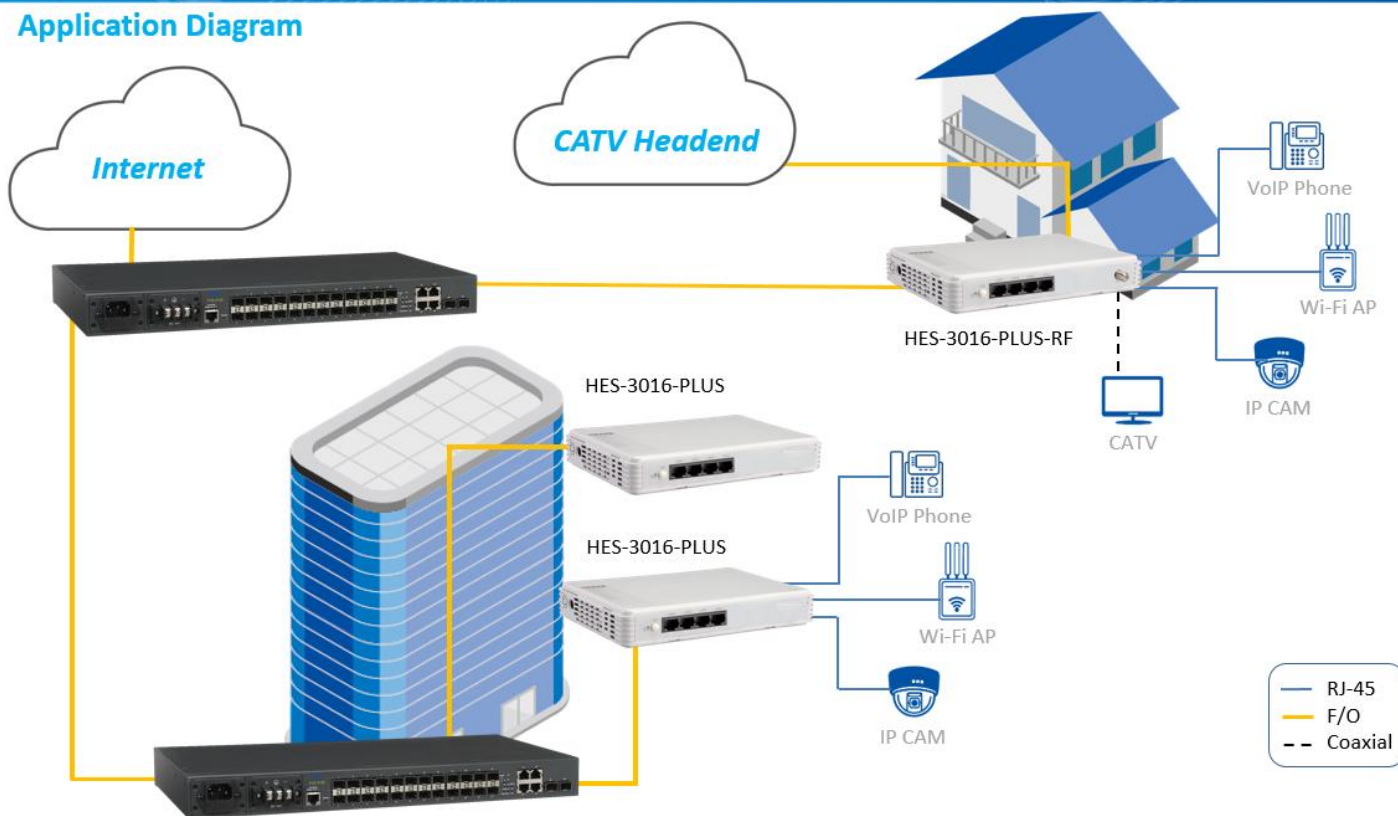 Application Diagram
Internet
CATV Headend
VoIP Phone
Wi-Fi AP
HES-3016-PLUS-RF
IP CAM
CATV
HES-3016-PLUS
VoIP Phone
HES-3016-PLUS
Wi-Fi AP
IP CAM
RJ-45
F/O
Coaxial